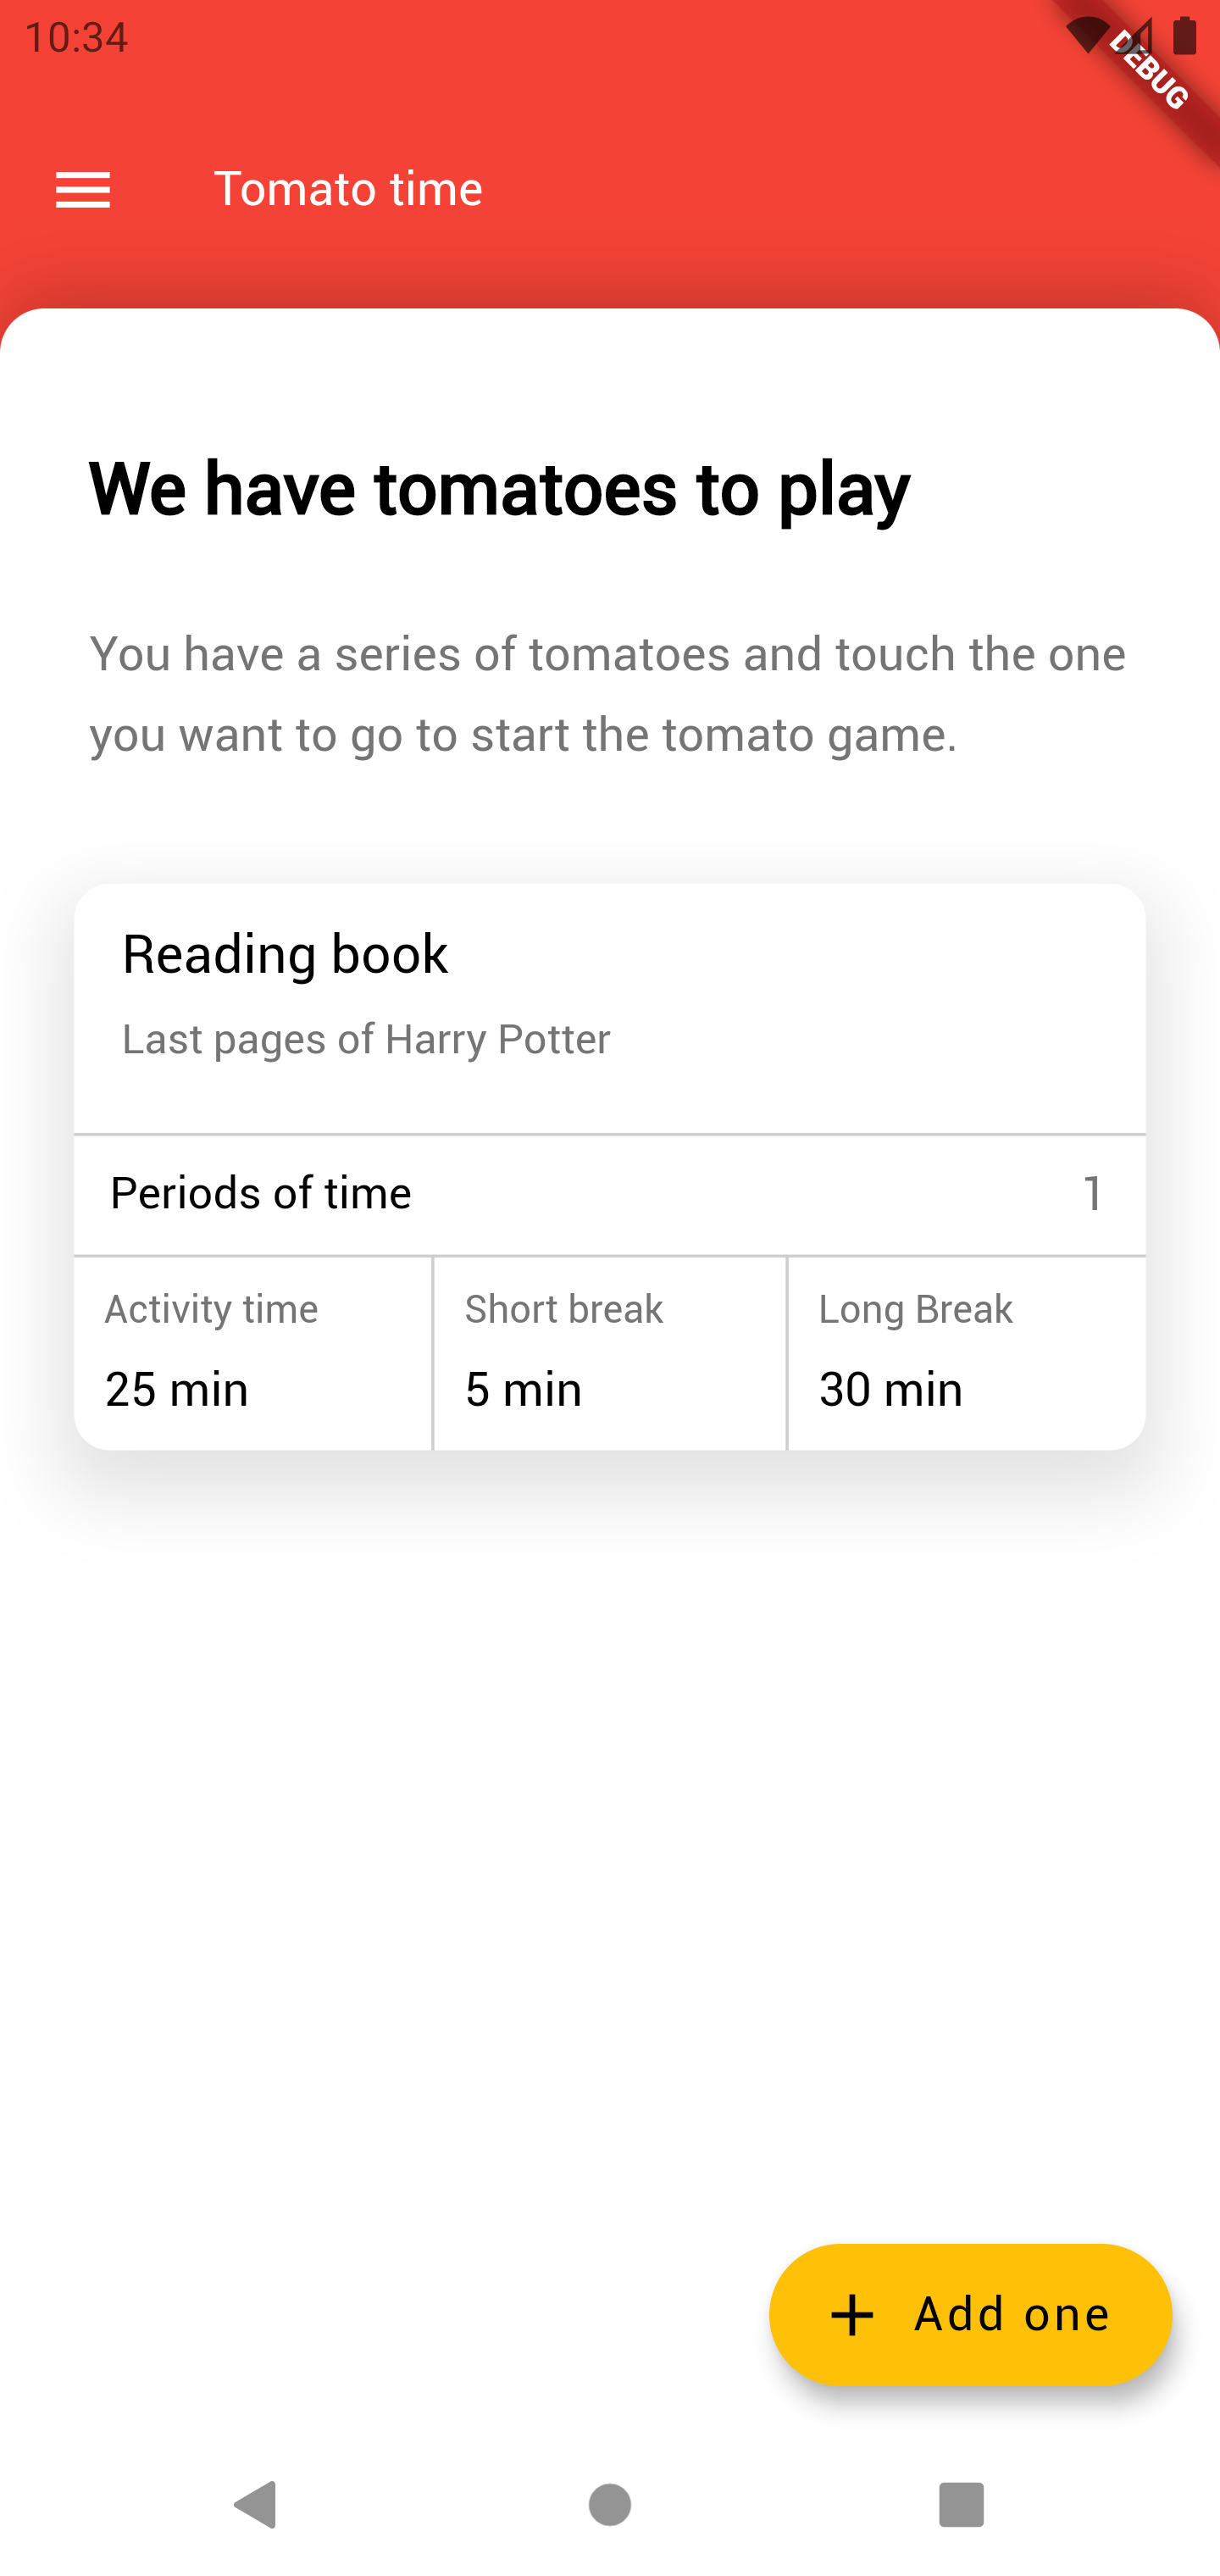 10:34
DEBUG
Tomato time
We have tomatoes to play
You have a series of tomatoes and touch the one
you want to go to start the tomato game.
Reading book
Last pages of Harry Potter
Periods of time 1
Activity time Short break Long Break
25 min 5 min 30 min
+ Add one